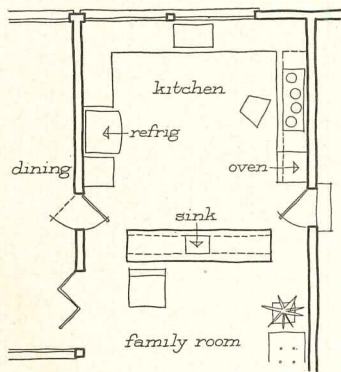 kitchen
refrig
dining
oven
sink
family room